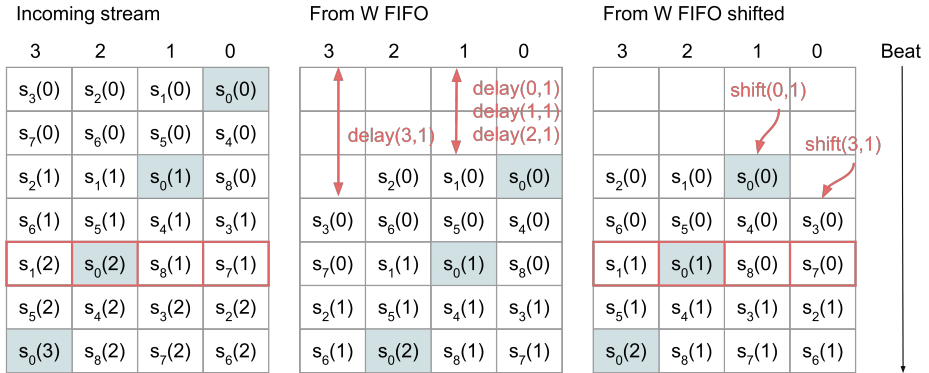 Incoming stream From W FIFO From W FIFO shifted
3 2 1 0 3 2 1 0 3 2 1 0 Beat
s₃(0) s₂(0) s₁(0) s₀(0) delay(0,1) shift(0,1)
s₇(0) s₆(0) s₅(0) s₄(0) delay(1,1)
delay(3,1) delay(2,1) shift(3,1)
s₂(1) s₁(1) s₀(1) s₈(0) s₂(0) s₁(0) s₀(0) s₂(0) s₁(0) s₀(0)
s₆(1) s₅(1) s₄(1) s₃(1) s₃(0) s₆(0) s₅(0) s₄(0) s₆(0) s₅(0) s₄(0) s₃(0)
s₁(2) s₀(2) s₈(1) s₇(1) s₇(0) s₁(1) s₀(1) s₈(0) s₁(1) s₀(1) s₈(0) s₇(0)
s₅(2) s₄(2) s₃(2) s₂(2) s₂(1) s₅(1) s₄(1) s₃(1) s₅(1) s₄(1) s₃(1) s₂(1)
s₀(3) s₈(2) s₇(2) s₆(2) s₆(1) s₀(2) s₈(1) s₇(1) s₀(2) s₈(1) s₇(1) s₆(1)